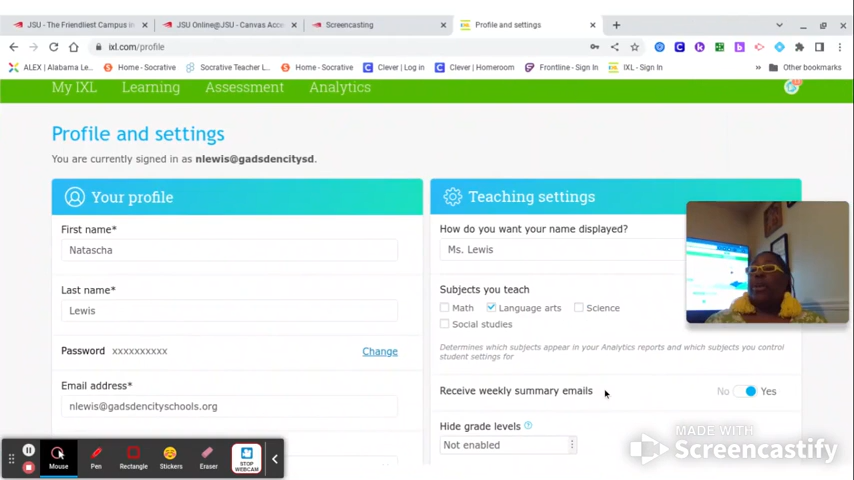 JSU - The Friendliest Campus in
JSU Online@JSU - Canvas Acce
Screencasting
Profile and settings
ixl.com/profile
ALEX | Alabama Le...
Home - Socrative
Socrative Teacher L...
Home - Socrative
Clever | Log in
Clever | Homeroom
Frontline - Sign In
IXL - Sign In
Other bookmarks
My IXL Learning Assessment Analytics
Profile and settings
You are currently signed in as nlewis@gadsdencitysd.
Your profile
First name*
Natascha
Last name*
Lewis
Password xxxxxxxxxx Change
Email address*
nlewis@gadsdencityschools.org
Teaching settings
How do you want your name displayed?
Ms. Lewis
Subjects you teach
Math Language arts Science
Social studies
Determines which subjects appear in your Analytics reports and which subjects you control
student settings for
Receive weekly summary emails No Yes
Hide grade levels
Not enabled
Mouse Pen Rectangle Stickers Eraser STOP
WEBCAM
MADE WITH
Screencastify